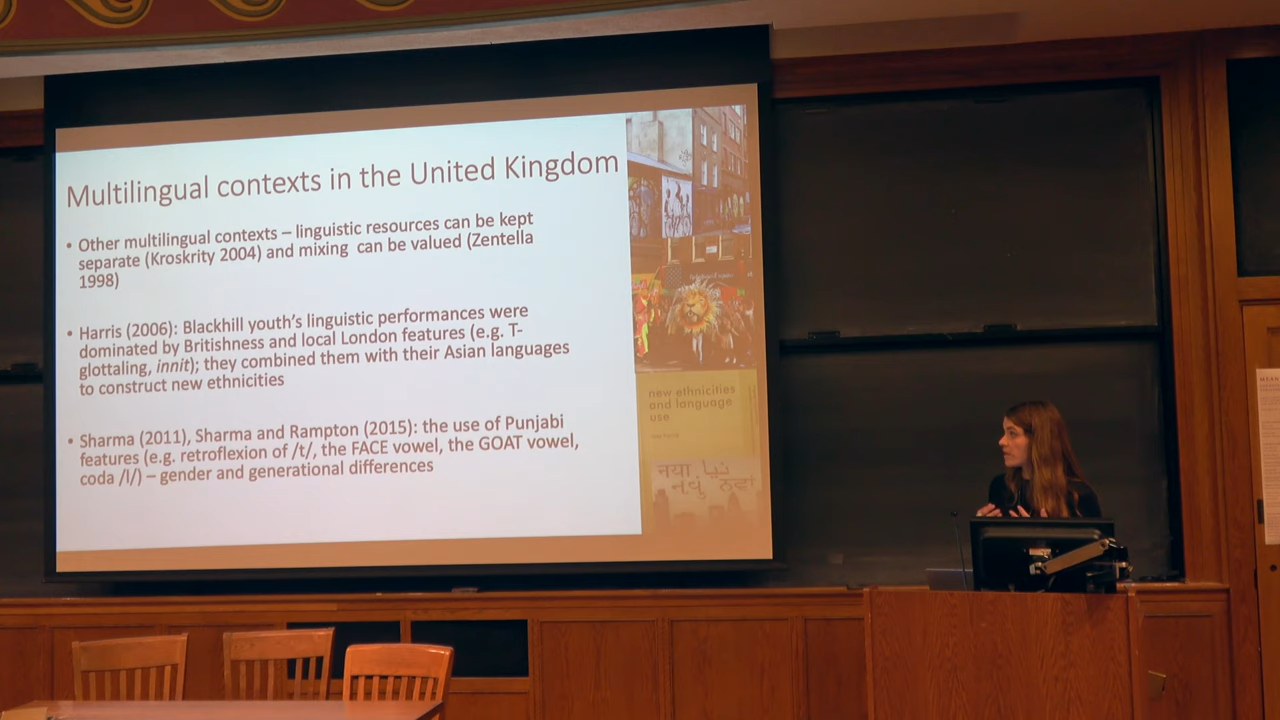 Multilingual contexts in the United Kingdom
• Other multilingual contexts – linguistic resources can be kept
separate (Kroskrity 2004) and mixing can be valued (Zentella
1998)
• Harris (2006): Blackhill youth's linguistic performances were
dominated by Britishness and local London features (e.g. T-
glottaling, innit); they combined them with their Asian languages
to construct new ethnicities
• Sharma (2011), Sharma and Rampton (2015): the use of Punjabi
features (e.g. retroflexion of /t/, the FACE vowel, the GOAT vowel,
coda /l/) – gender and generational differences
new ethnicities
and language
use
नया نیا
ਨਵਾਂ